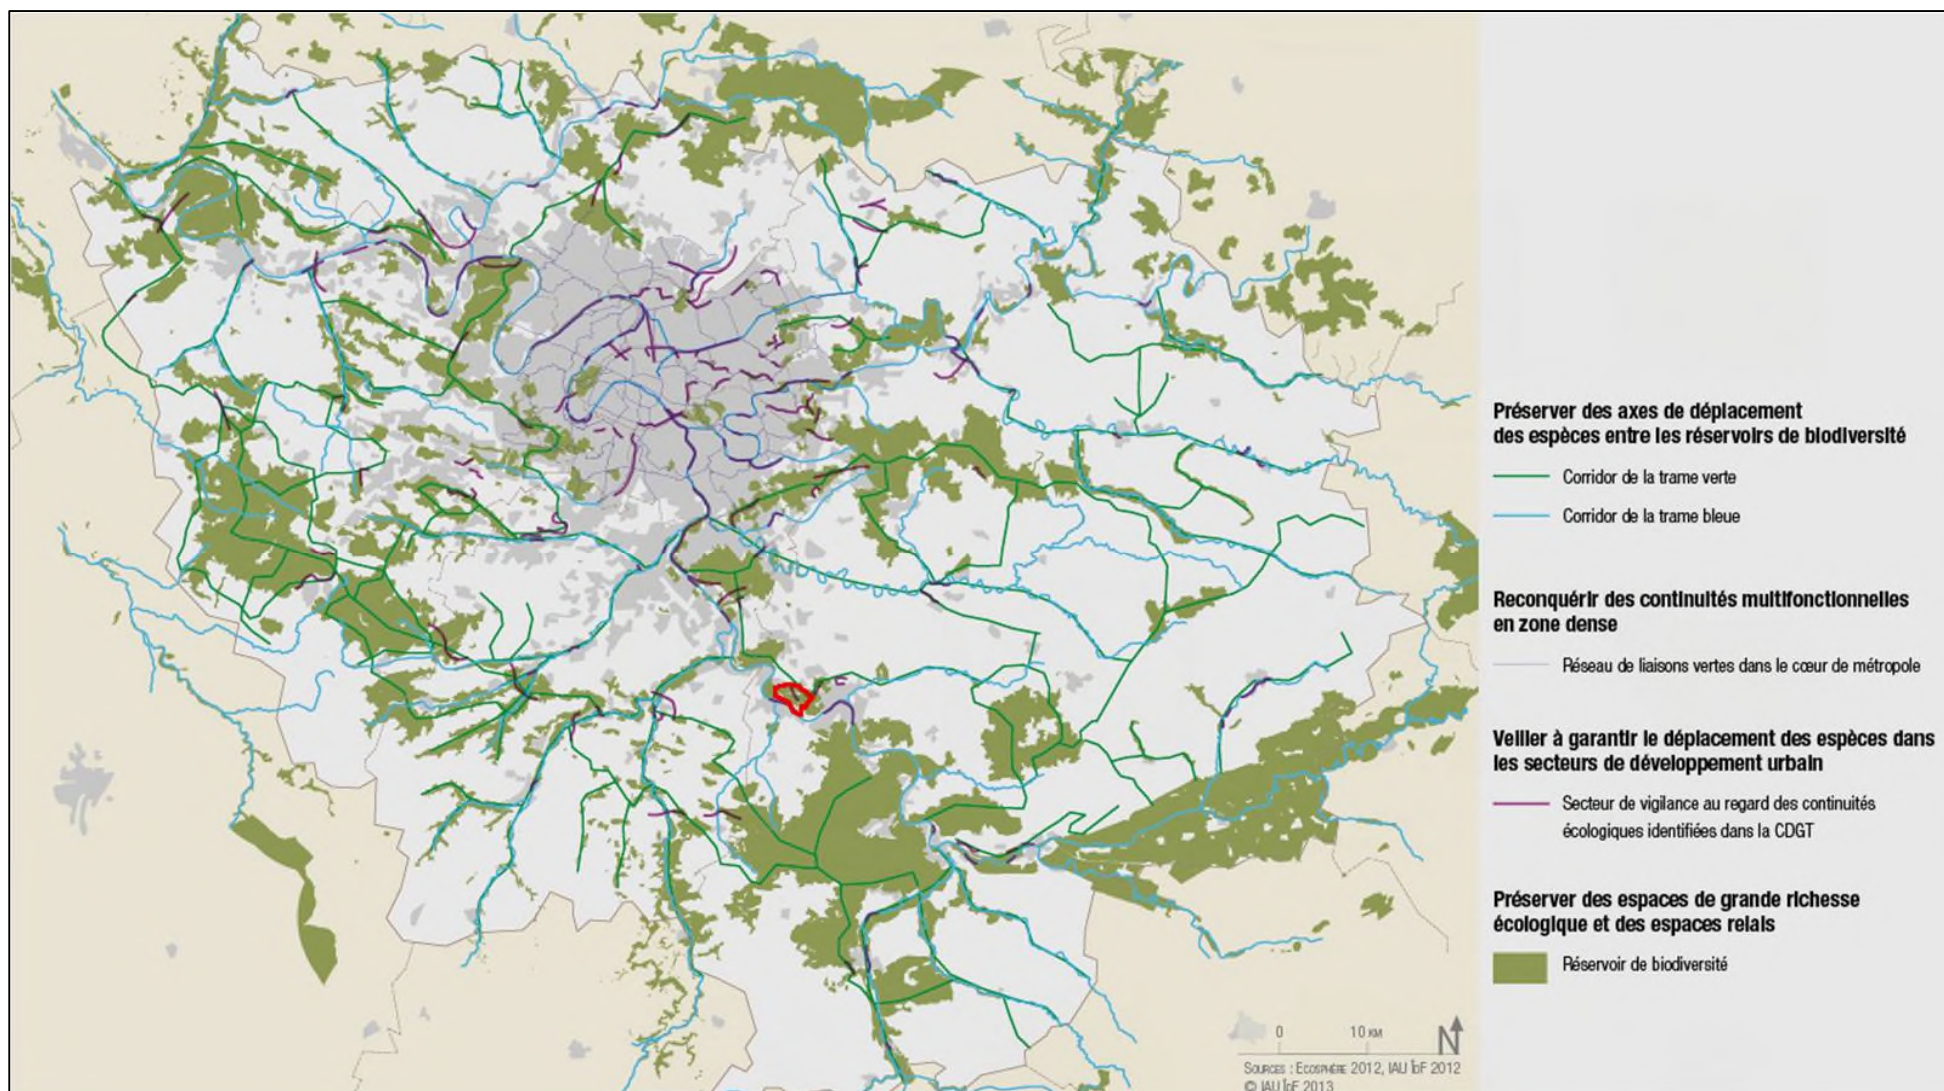 Préserver des axes de déplacement
des espèces entre les réservoirs de biodiversité
Corridor de la trame verte
Corridor de la trame bleue
Reconquérir des continuités multifonctionnelles
en zone dense
Réseau de liaisons vertes dans le cœur de métropole
Veiller à garantir le déplacement des espèces dans
les secteurs de développement urbain
Secteur de vigilance au regard des continuités
écologiques identifiées dans la CDGT
Préserver des espaces de grande richesse
écologique et des espaces relais
Réservoir de biodiversité
0 10 KM N
SOURCES : ECOSPHÈRE 2012, IAU ÎDF 2012
© IAU ÎDF 2013